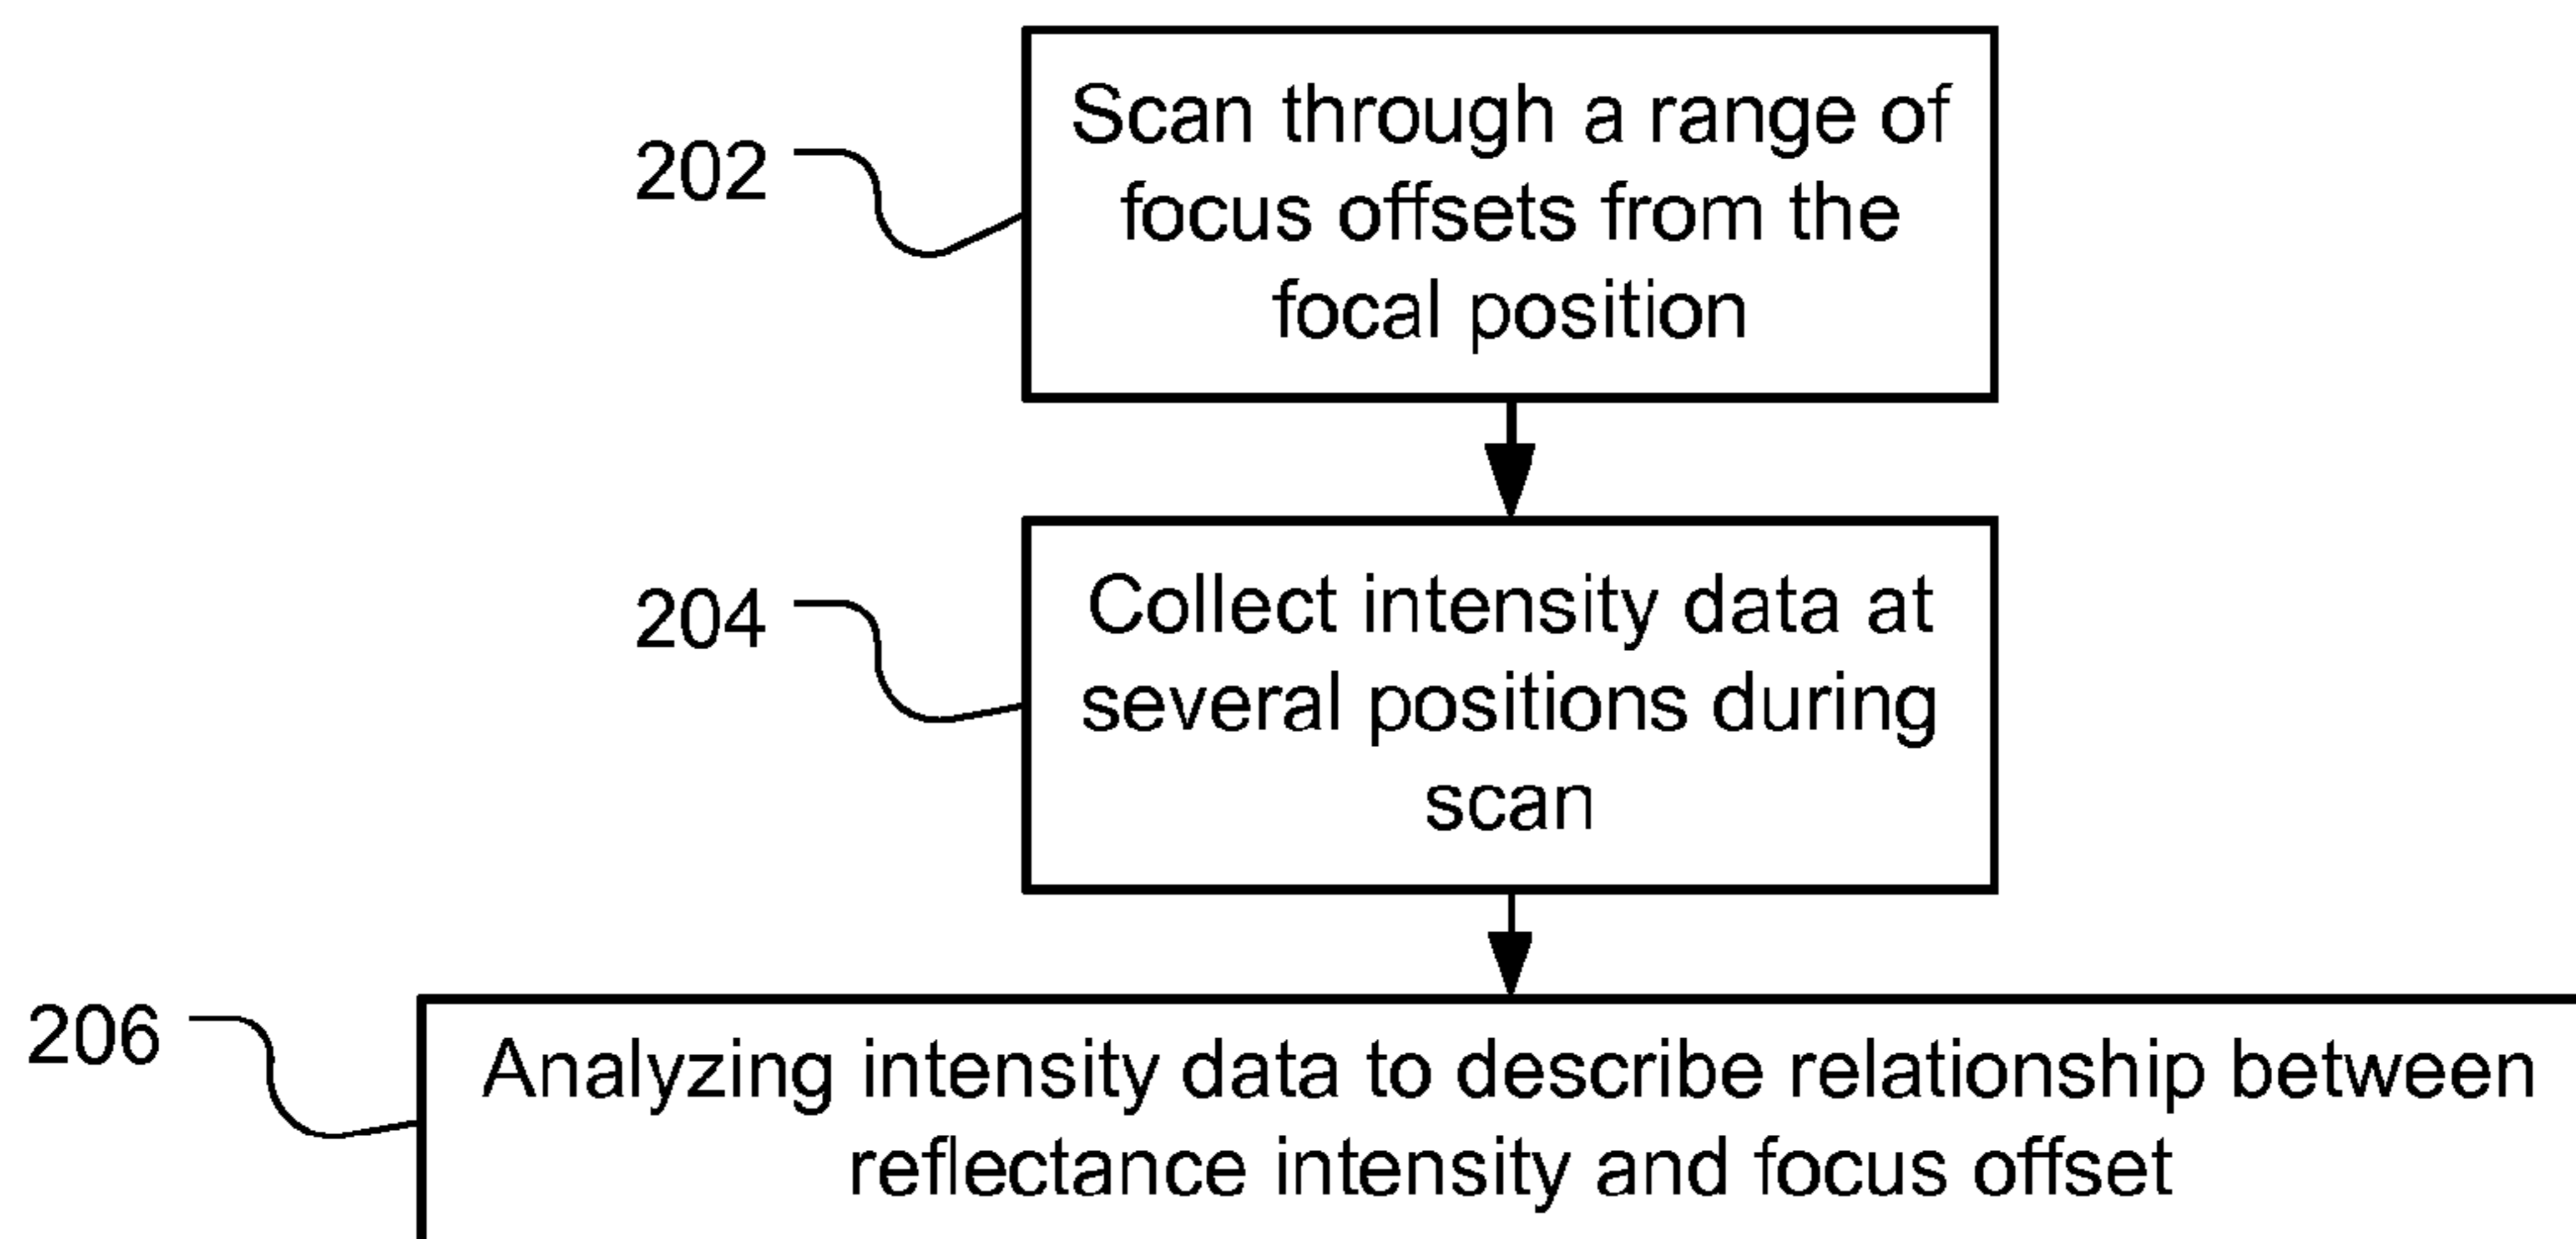 Scan through a range of
focus offsets from the
focal position
202
Collect intensity data at
several positions during
scan
204
Analyzing intensity data to describe relationship between
reflectance intensity and focus offset
206